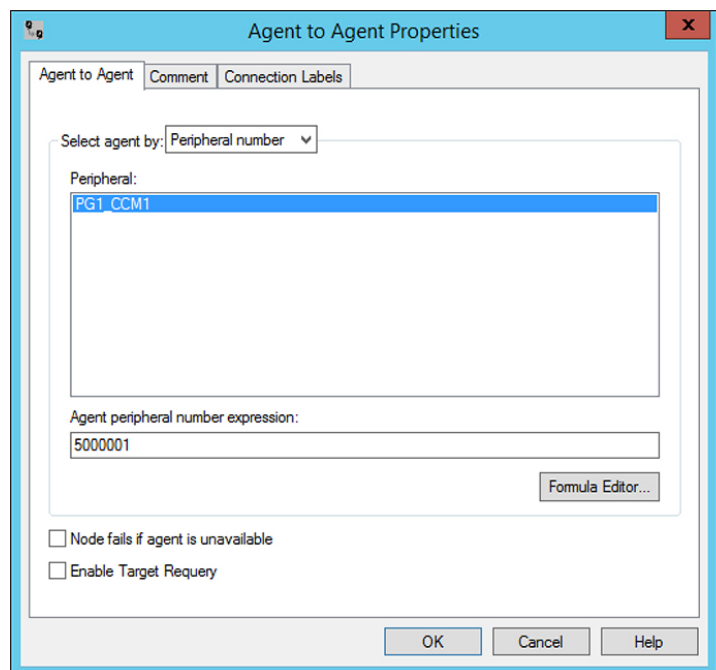 Agent to Agent Properties
x
Agent to Agent Comment Connection Labels
Select agent by: Peripheral number
Peripheral:
PG1_CCM1
Agent peripheral number expression:
5000001
Formula Editor...
Node fails if agent is unavailable
Enable Target Requery
OK Cancel Help